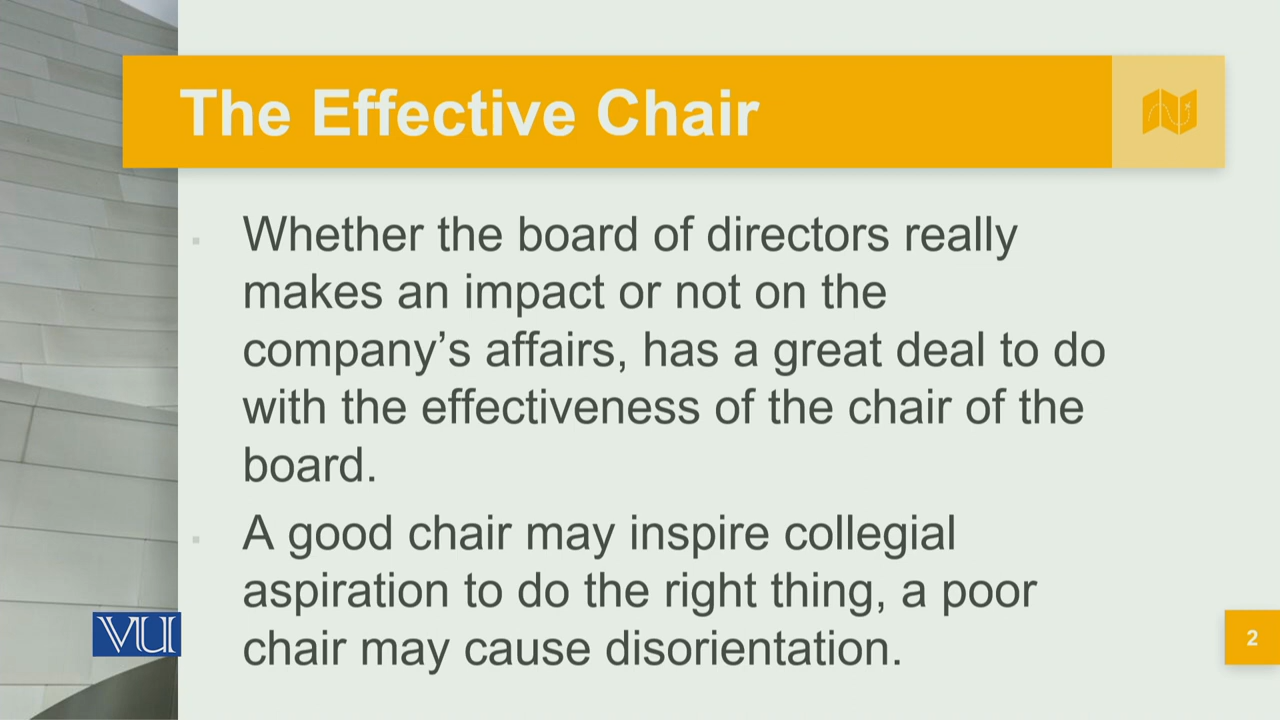 The Effective Chair
Whether the board of directors really
makes an impact or not on the
company’s affairs, has a great deal to do
with the effectiveness of the chair of the
board.
A good chair may inspire collegial
aspiration to do the right thing, a poor
chair may cause disorientation.
VU
2